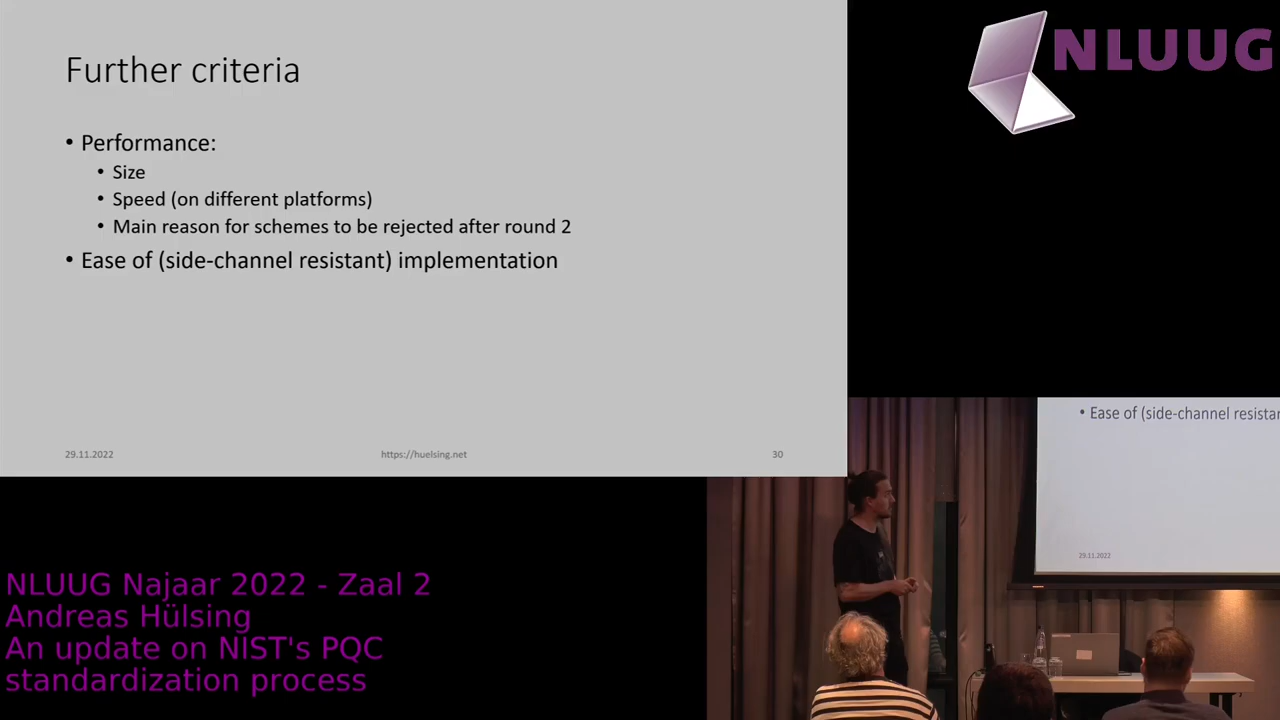 Further criteria
• Performance:
• Size
• Speed (on different platforms)
• Main reason for schemes to be rejected after round 2
• Ease of (side-channel resistant) implementation
29.11.2022
https://huelsing.net
30
NLUUG
• Ease of (side-channel resistar
29.11.2022
NLUUG Najaar 2022 - Zaal 2
Andreas Hülsing
An update on NIST's PQC
standardization process